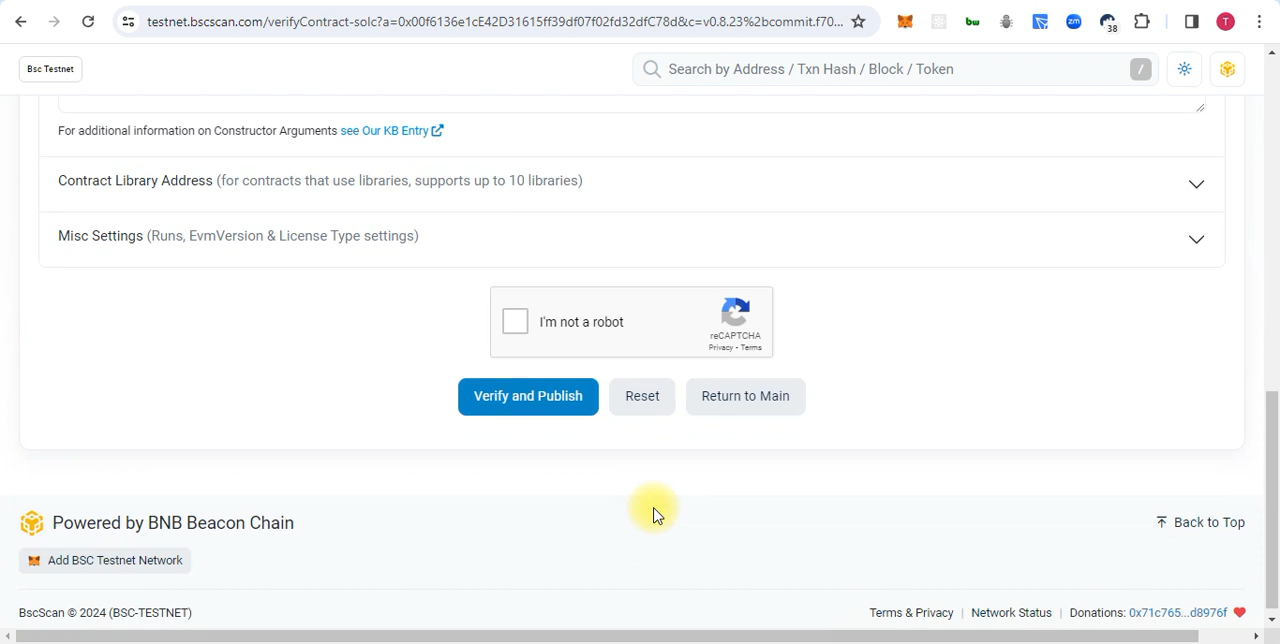 testnet.bscscan.com/verifyContract-solc?a=0x00f6136e1cE42D31615ff39df07f02fd32dfC78d&c=v0.8.23%2bcommit.f70...
bw
zm
38
T
Bsc Testnet
Search by Address / Txn Hash / Block / Token
/
For additional information on Constructor Arguments see Our KB Entry
Contract Library Address (for contracts that use libraries, supports up to 10 libraries)
Misc Settings (Runs, EvmVersion & License Type settings)
I'm not a robot
reCAPTCHA
Privacy - Terms
Verify and Publish
Reset
Return to Main
Powered by BNB Beacon Chain
Back to Top
Add BSC Testnet Network
BscScan © 2024 (BSC-TESTNET)
Terms & Privacy | Network Status | Donations: 0x71c765...d8976f